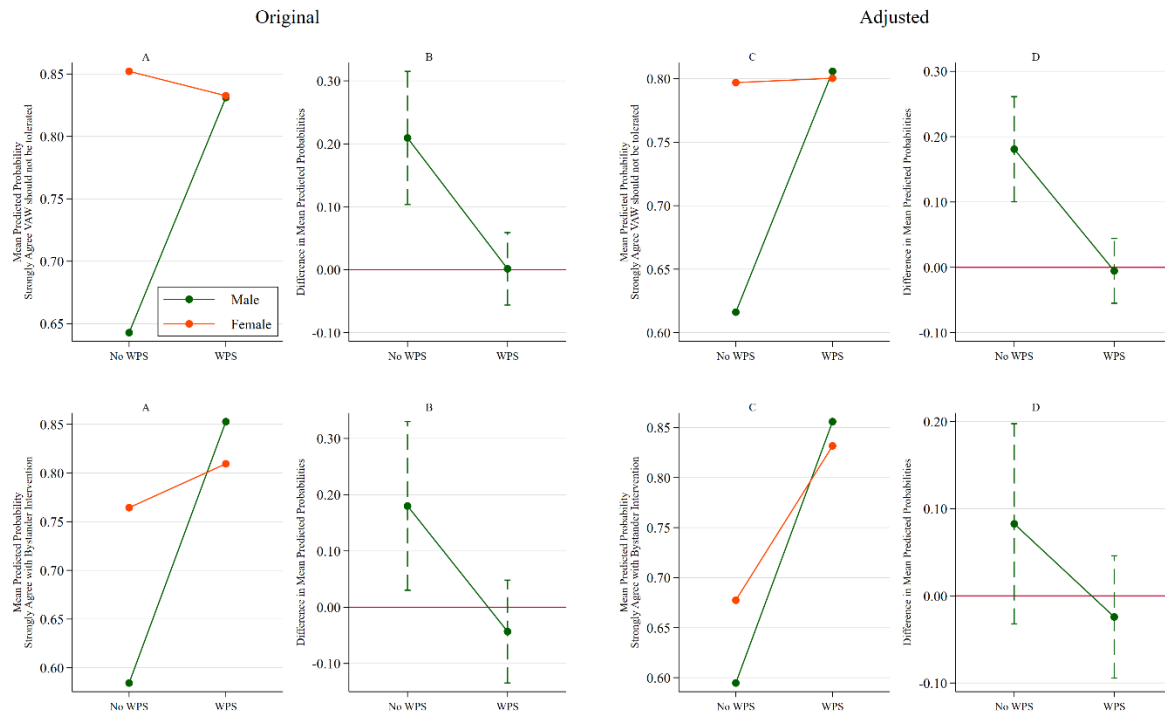 Original
Adjusted
A
Mean Predicted Probability
Strongly Agree VAW should not be tolerated
0.85
0.80
0.75
0.70
0.65
No WPS
WPS
Male
Female
B
Difference in Mean Predicted Probabilities
0.30
0.20
0.10
0.00
-0.10
No WPS
WPS
C
Mean Predicted Probability
Strongly Agree VAW should not be tolerated
0.80
0.75
0.70
0.65
0.60
No WPS
WPS
D
Difference in Mean Predicted Probabilities
0.30
0.20
0.10
0.00
-0.10
No WPS
WPS
A
Mean Predicted Probability
Strongly Agree with Bystander Intervention
0.85
0.80
0.75
0.70
0.65
0.60
No WPS
WPS
B
Difference in Mean Predicted Probabilities
0.30
0.20
0.10
0.00
-0.10
No WPS
WPS
C
Mean Predicted Probability
Strongly Agree with Bystander Intervention
0.85
0.80
0.75
0.70
0.65
0.60
No WPS
WPS
D
Difference in Mean Predicted Probabilities
0.20
0.10
0.00
-0.10
No WPS
WPS